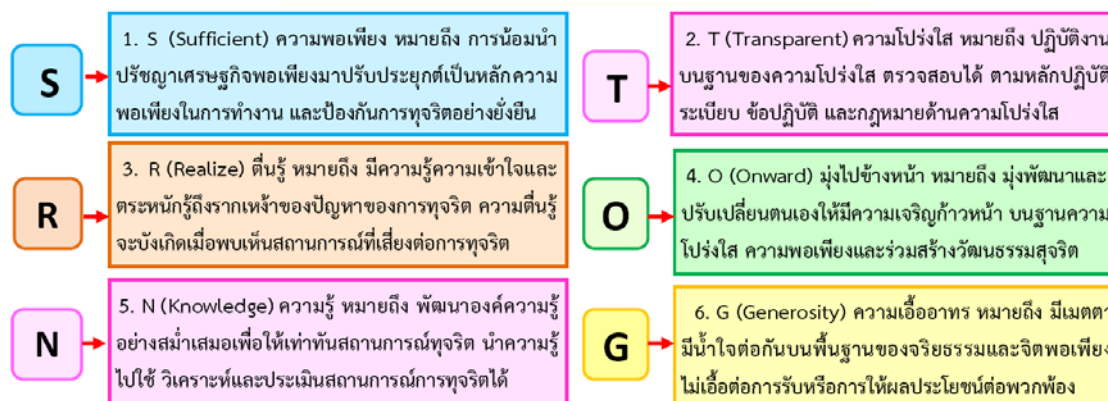 S
1. S (Sufficient) ความพอเพียง หมายถึง การน้อมนำ
ปรัชญาเศรษฐกิจพอเพียงมาปรับประยุกต์เป็นหลักความ
พอเพียงในการทำงาน และป้องกันการทุจริตอย่างยั่งยืน
T
2. T (Transparent) ความโปร่งใส หมายถึง ปฏิบัติงาน
บนฐานของความโปร่งใส ตรวจสอบได้ ตามหลักปฏิบัติ
ระเบียบ ข้อปฏิบัติ และกฎหมายด้านความโปร่งใส
R
3. R (Realize) ตื่นรู้ หมายถึง มีความรู้ความเข้าใจและ
ตระหนักรู้ถึงรากเหง้าของปัญหาของการทุจริต ความตื่นรู้
จะบังเกิดเมื่อพบเห็นสถานการณ์ที่เสี่ยงต่อการทุจริต
O
4. O (Onward) มุ่งไปข้างหน้า หมายถึง มุ่งพัฒนาและ
ปรับเปลี่ยนตนเองให้มีความเจริญก้าวหน้า บนฐานความ
โปร่งใส ความพอเพียงและร่วมสร้างวัฒนธรรมสุจริต
N
5. N (Knowledge) ความรู้ หมายถึง พัฒนาองค์ความรู้
อย่างสม่ำเสมอเพื่อให้เท่าทันสถานการณ์ทุจริต นำความรู้
ไปใช้ วิเคราะห์และประเมินสถานการณ์การทุจริตได้
G
6. G (Generosity) ความเอื้ออาทร หมายถึง มีเมตตา
มีน้ำใจต่อกันบนพื้นฐานของจริยธรรมและจิตพอเพียง
ไม่เอื้อต่อการรับหรือการให้ผลประโยชน์ต่อพวกพ้อง